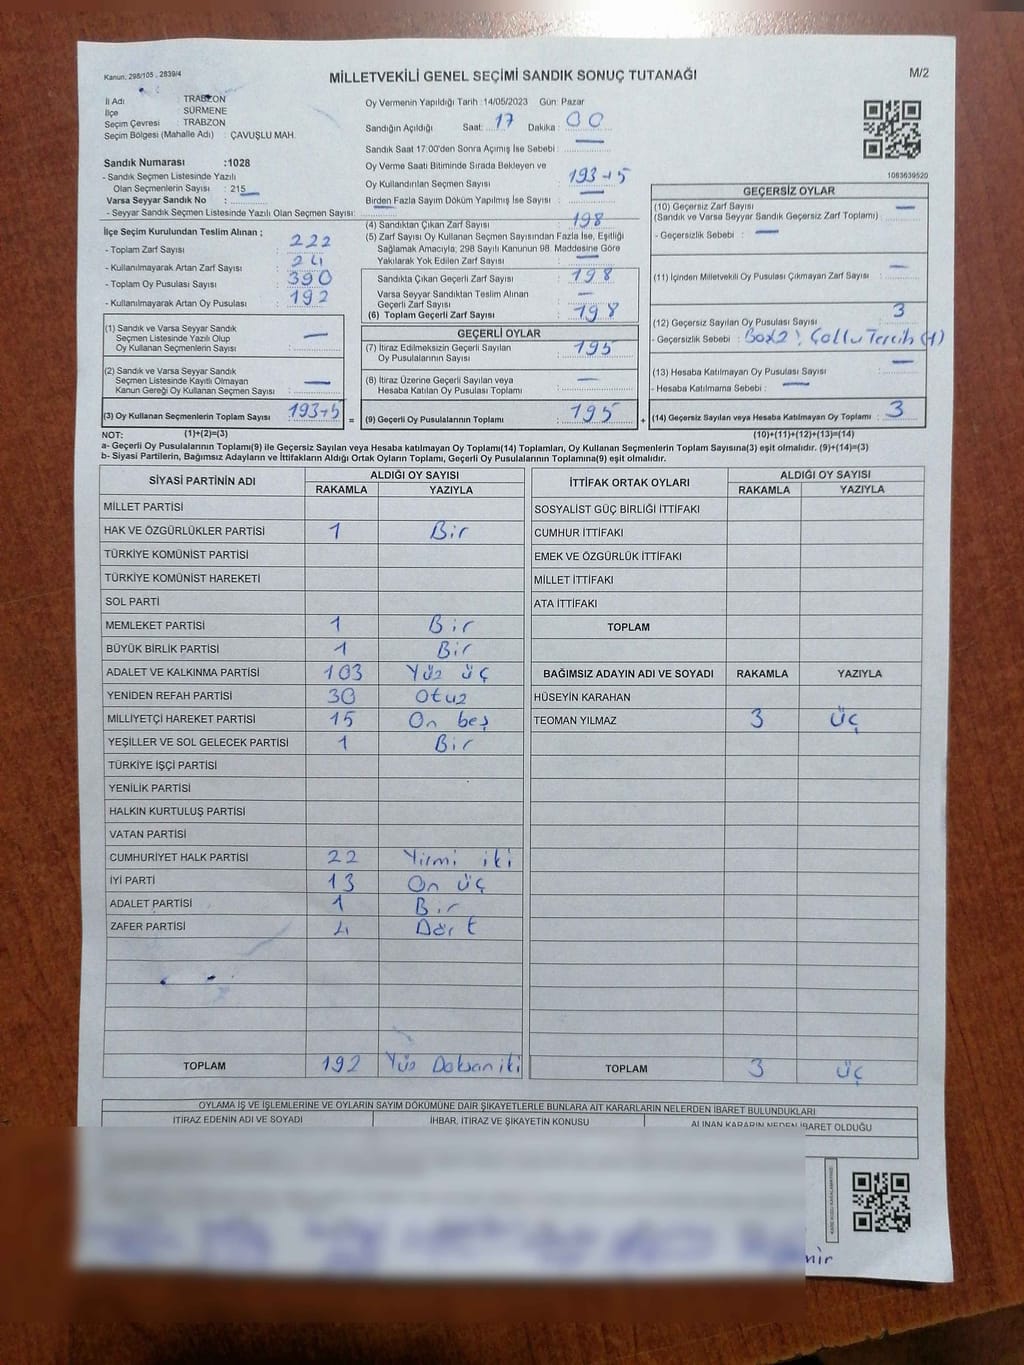 Kanun, 298/105 , 2839/4
MİLLETVEKİLİ GENEL SEÇİMİ SANDIK SONUÇ TUTANAĞI
M/2
İl Adı : TRABZON
İlçe : SÜRMENE
Seçim Çevresi : TRABZON
Seçim Bölgesi (Mahalle Adı) : ÇAVUŞLU MAH.
Sandık Numarası :1028
- Sandık Seçmen Listesinde Yazılı
Olan Seçmenlerin Sayısı : 215
Varsa Seyyar Sandık No :
- Seyyar Sandık Seçmen Listesinde Yazılı Olan Seçmen Sayısı:
İlçe Seçim Kurulundan Teslim Alınan ;
- Toplam Zarf Sayısı : 222
- Kullanılmayarak Artan Zarf Sayısı : 24
- Toplam Oy Pusulası Sayısı : 390
- Kullanılmayarak Artan Oy Pusulası : 192
(1) Sandık ve Varsa Seyyar Sandık
Seçmen Listesinde Yazılı Olup
Oy Kullanan Seçmenlerin Sayısı : —
(2) Sandık ve Varsa Seyyar Sandık
Seçmen Listesinde Kayıtlı Olmayan
Kanun Gereği Oy Kullanan Seçmen Sayısı : —
(3) Oy Kullanan Seçmenlerin Toplam Sayısı : 193+5
Oy Vermenin Yapıldığı Tarih :14/05/2023 Gün: Pazar
Sandığın Açıldığı Saat: 17 Dakika : 00
Sandık Saat 17:00'den Sonra Açımış İse Sebebi : —
Oy Verme Saati Bitiminde Sırada Bekleyen ve
Oy Kullandırılan Seçmen Sayısı : 193+5
Birden Fazla Sayım Döküm Yapılmış İse Sayısı : —
(4) Sandıktan Çıkan Zarf Sayısı : 198
(5) Zarf Sayısı Oy Kullanan Seçmen Sayısından Fazla İse, Eşitliği
Sağlamak Amacıyla, 298 Sayılı Kanunun 98. Maddesine Göre
Yakılarak Yok Edilen Zarf Sayısı : —
Sandıkta Çıkan Geçerli Zarf Sayısı : 198
Varsa Seyyar Sandıktan Teslim Alınan
Geçerli Zarf Sayısı : —
(6) Toplam Geçerli Zarf Sayısı : 198
GEÇERLİ OYLAR
(7) İtiraz Edilmeksizin Geçerli Sayılan
Oy Pusulalarının Sayısı : 195
(8) İtiraz Üzerine Geçerli Sayılan veya
Hesaba Katılan Oy Pusulası Toplamı : —
= (9) Geçerli Oy Pusulalarının Toplamı : 195
1083639520
GEÇERSİZ OYLAR
(10) Geçersiz Zarf Sayısı : —
(Sandık ve Varsa Seyyar Sandık Geçersiz Zarf Toplamı)
- Geçersizlik Sebebi : —
(11) İçinden Milletvekili Oy Pusulası Çıkmayan Zarf Sayısı : —
(12) Geçersiz Sayılan Oy Pusulası Sayısı : 3
- Geçersizlik Sebebi :
(13) Hesaba Katılmayan Oy Pusulası Sayısı : —
- Hesaba Katılmama Sebebi : —
+ (14) Geçersiz Sayılan veya Hesaba Katılmayan Oy Toplamı : 3
NOT: (1)+(2)=(3) (10)+(11)+(12)+(13)=(14)
a- Geçerli Oy Pusulalarının Toplamı(9) ile Geçersiz Sayılan veya Hesaba katılmayan Oy Toplamı(14) Toplamları, Oy Kullanan Seçmenlerin Toplam Sayısına(3) eşit olmalıdır. (9)+(14)=(3)
b- Siyasi Partilerin, Bağımsız Adayların ve İttifakların Aldığı Ortak Oyların Toplamı, Geçerli Oy Pusulalarının Toplamına(9) eşit olmalıdır.
SİYASİ PARTİNİN ADI ALDIĞI OY SAYISI
RAKAMLA YAZIYLA
MİLLET PARTİSİ
HAK VE ÖZGÜRLÜKLER PARTİSİ 1 Bir
TÜRKİYE KOMÜNİST PARTİSİ
TÜRKİYE KOMÜNİST HAREKETİ
SOL PARTİ
MEMLEKET PARTİSİ 1 Bir
BÜYÜK BİRLİK PARTİSİ 1 Bir
ADALET VE KALKINMA PARTİSİ 103 Yüz üç
YENİDEN REFAH PARTİSİ 30 Otuz
MİLLİYETÇİ HAREKET PARTİSİ 15 On beş
YEŞİLLER VE SOL GELECEK PARTİSİ 1 Bir
TÜRKİYE İŞÇİ PARTİSİ
YENİLİK PARTİSİ
HALKIN KURTULUŞ PARTİSİ
VATAN PARTİSİ
CUMHURİYET HALK PARTİSİ 22 Yirmi iki
İYİ PARTİ 13 On üç
ADALET PARTİSİ 1 Bir
ZAFER PARTİSİ 4 Dört
TOPLAM 192 Yüz Doksan iki
İTTİFAK ORTAK OYLARI ALDIĞI OY SAYISI
RAKAMLA YAZIYLA
SOSYALİST GÜÇ BİRLİĞİ İTTİFAKI
CUMHUR İTTİFAKI
EMEK VE ÖZGÜRLÜK İTTİFAKI
MİLLET İTTİFAKI
ATA İTTİFAKI
TOPLAM
BAĞIMSIZ ADAYIN ADI VE SOYADI RAKAMLA YAZIYLA
HÜSEYİN KARAHAN
TEOMAN YILMAZ 3 üç
TOPLAM 3 üç
OYLAMA İŞ VE İŞLEMLERİNE VE OYLARIN SAYIM DÖKÜMÜNE DAİR ŞİKAYETLERLE BUNLARA AİT KARARLARIN NELERDEN İBARET BULUNDUKLARI
İTİRAZ EDENİN ADI VE SOYADI İHBAR, İTİRAZ VE ŞİKAYETİN KONUSU ALINAN KARARIN NEDEN İBARET OLDUĞU